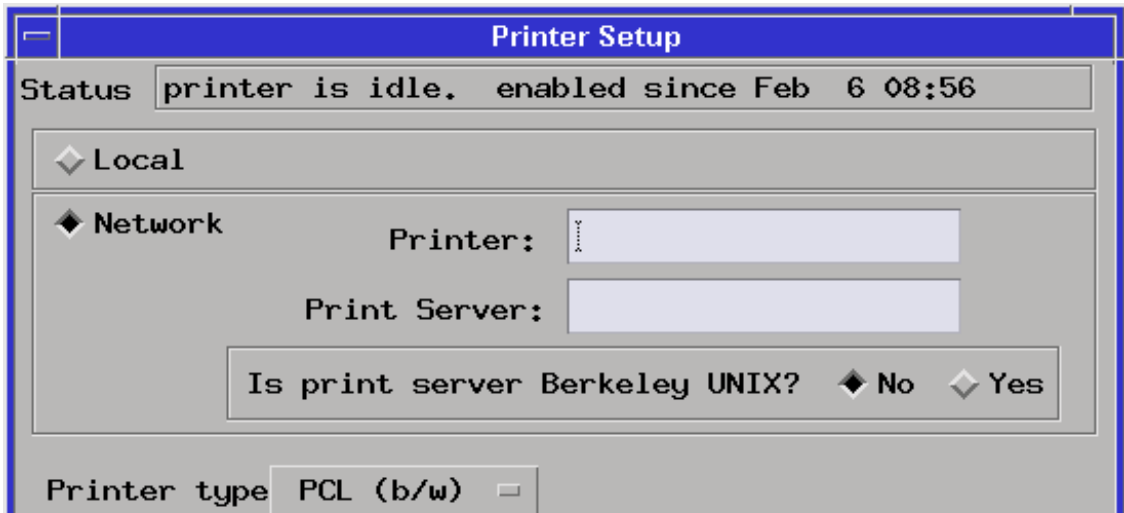 Printer Setup
Status printer is idle. enabled since Feb 6 08:56
Local
Network
Printer:
Print Server:
Is print server Berkeley UNIX? No Yes
Printer type PCL (b/w)